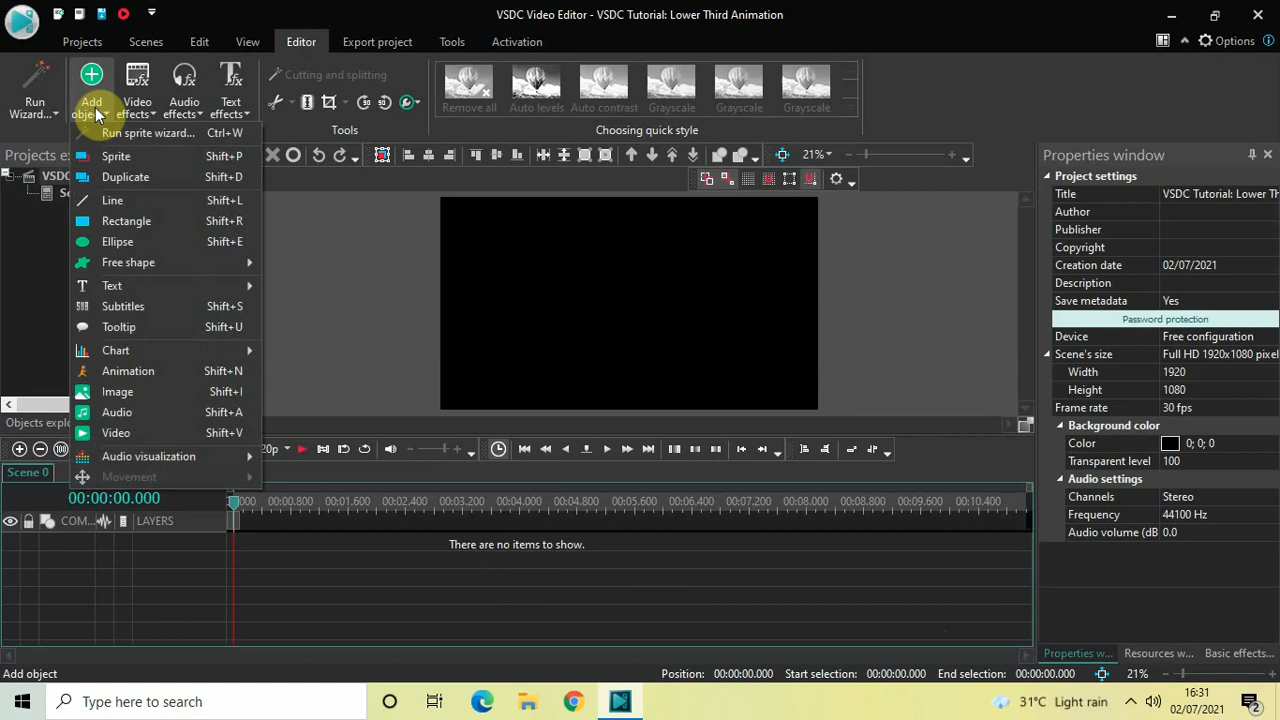 VSDC Video Editor - VSDC Tutorial: Lower Third Animation
Projects Scenes Edit View Editor Export project Tools Activation Options
Run Wizard... Add object Video effects Audio effects Text effects
Cutting and splitting
Tools
Remove all Auto levels Auto contrast Grayscale Grayscale Grayscale
Choosing quick style
Run sprite wizard... Ctrl+W
Sprite Shift+P
Duplicate Shift+D
Line Shift+L
Rectangle Shift+R
Ellipse Shift+E
Free shape
Text
Subtitles Shift+S
Tooltip Shift+U
Chart
Animation Shift+N
Image Shift+I
Audio Shift+A
Video Shift+V
Audio visualization
Movement
Projects ex
VSDC
Sc
Objects explo
21%
Properties window
Project settings
Title VSDC Tutorial: Lower Th
Author
Publisher
Copyright
Creation date 02/07/2021
Description
Save metadata Yes
Password protection
Device Free configuration
Scene's size Full HD 1920x1080 pixel
Width 1920
Height 1080
Frame rate 30 fps
Background color
Color 0; 0; 0
Transparent level 100
Audio settings
Channels Stereo
Frequency 44100 Hz
Audio volume (dB 0.0
20p
Scene 0
00:00:00.000
000 00:00.800 00:01.600 00:02.400 00:03.200 00:04.000 00:04.800 00:05.600 00:06.400 00:07.200 00:08.000 00:08.800 00:09.600 00:10.400
COM... LAYERS
There are no items to show.
Properties w... Resources w... Basic effects...
Add object
Position: 00:00:00.000 Start selection: 00:00:00.000 End selection: 00:00:00.000 21%
Type here to search
31°C Light rain
16:31
02/07/2021
2